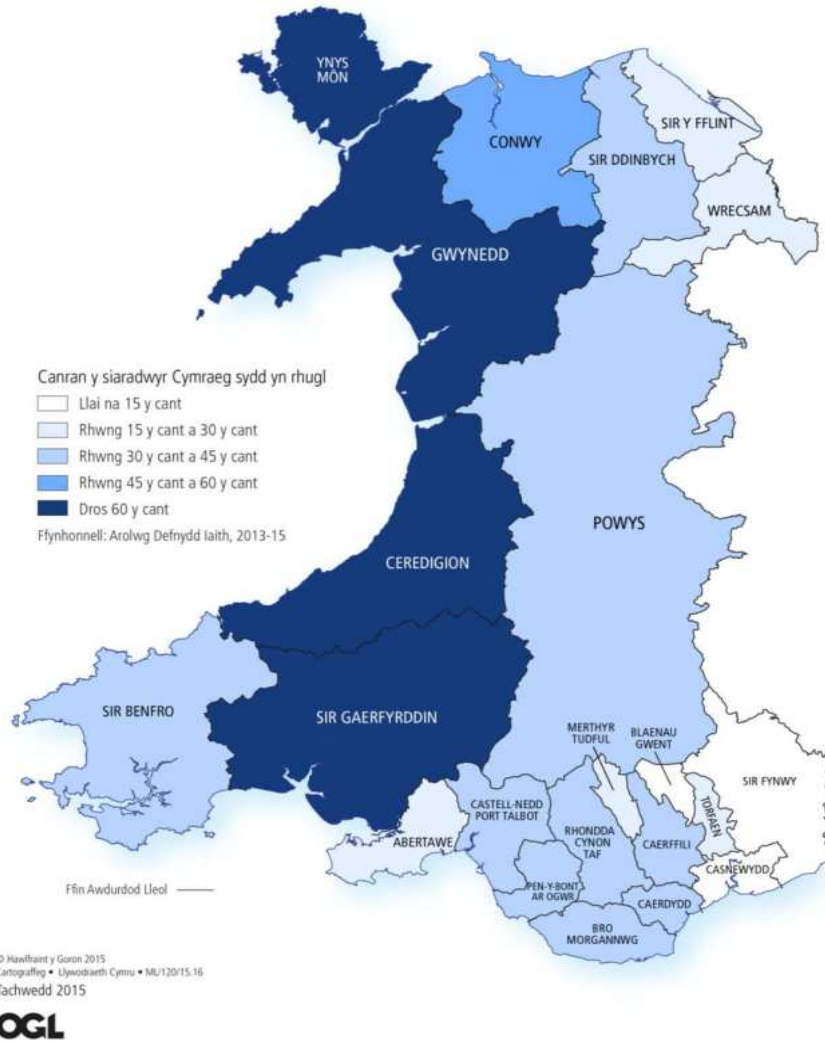 YNYS
MÔN
CONWY
SIR DDINBYCH
SIR Y FFLINT
WRECSAM
GWYNEDD
Canran y siaradwyr Cymraeg sydd yn rhugl
Llai na 15 y cant
Rhwng 15 y cant a 30 y cant
Rhwng 30 y cant a 45 y cant
Rhwng 45 y cant a 60 y cant
Dros 60 y cant
Ffynhonnell: Arolwg Defnydd Iaith, 2013-15
POWYS
CEREDIGION
SIR BENFRO
SIR GAERFYRDDIN
MERTHYR
TUDFUL
BLAENAU
GWENT
SIR FYNWY
TORFAEN
CASTELL-NEDD
PORT TALBOT
RHONDDA
CYNON
TAF
CAERFFILI
ABERTAWE
CASNEWYDD
PEN-Y-BONT
AR OGWR
CAERDYDD
BRO
MORGANNWG
Ffin Awdurdod Lleol
© Hawlfraint y Goron 2015
Cartograffeg • Llywodraeth Cymru • ML/120/15.16
Tachwedd 2015
OGL